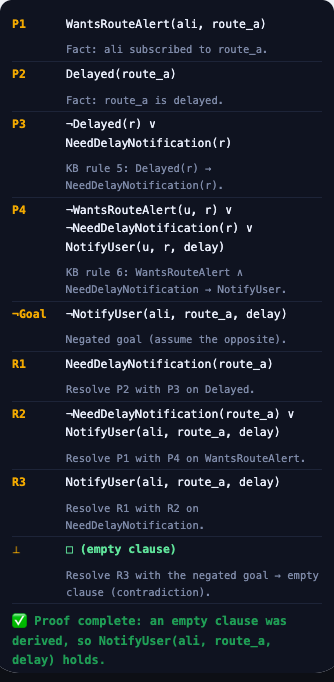 P1 WantsRouteAlert(ali, route_a)
Fact: ali subscribed to route_a.
P2 Delayed(route_a)
Fact: route_a is delayed.
P3 ¬Delayed(r) ∨
NeedDelayNotification(r)
KB rule 5: Delayed(r) →
NeedDelayNotification(r).
P4 ¬WantsRouteAlert(u, r) ∨
¬NeedDelayNotification(r) ∨
NotifyUser(u, r, delay)
KB rule 6: WantsRouteAlert ∧
NeedDelayNotification → NotifyUser.
¬Goal ¬NotifyUser(ali, route_a, delay)
Negated goal (assume the opposite).
R1 NeedDelayNotification(route_a)
Resolve P2 with P3 on Delayed.
R2 ¬NeedDelayNotification(route_a) ∨
NotifyUser(ali, route_a, delay)
Resolve P1 with P4 on WantsRouteAlert.
R3 NotifyUser(ali, route_a, delay)
Resolve R1 with R2 on
NeedDelayNotification.
⊥ □ (empty clause)
Resolve R3 with the negated goal → empty
clause (contradiction).
✅ Proof complete: an empty clause was
derived, so NotifyUser(ali, route_a,
delay) holds.